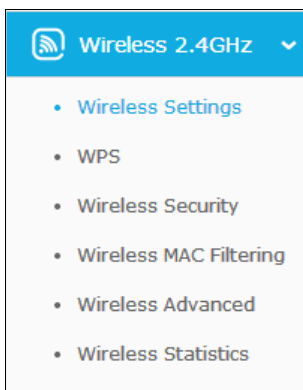 Wireless 2.4GHz
Wireless Settings
WPS
Wireless Security
Wireless MAC Filtering
Wireless Advanced
Wireless Statistics